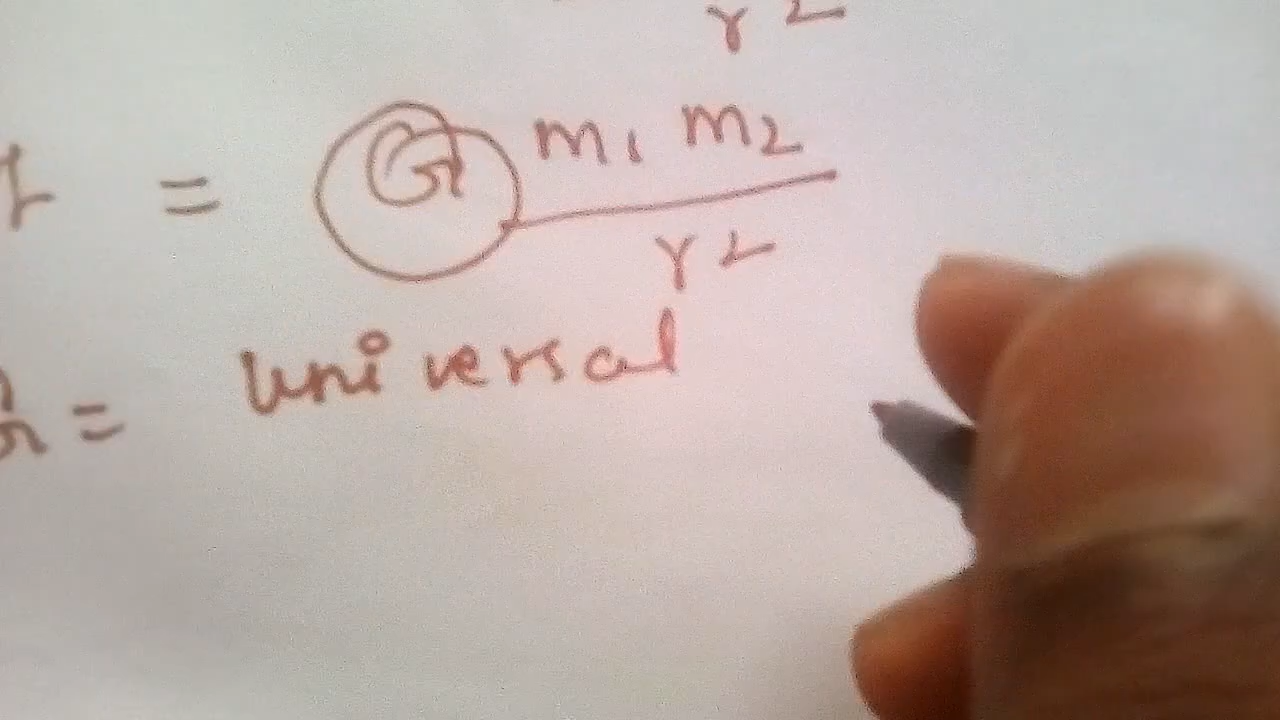 r2
= G m1 m2
r2
= universal